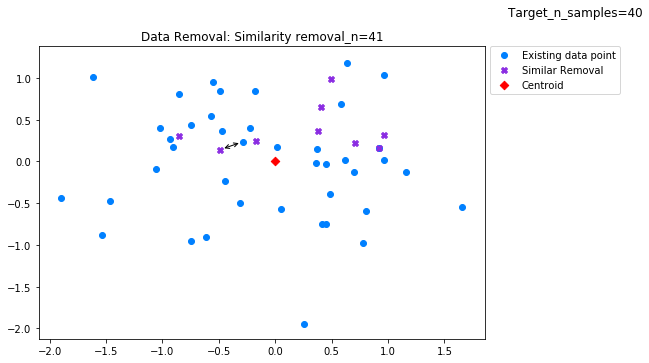 Target_n_samples=40
Data Removal: Similarity removal_n=41
Existing data point
Similar Removal
Centroid
1.0
0.5
0.0
−0.5
−1.0
−1.5
−2.0
−2.0 −1.5 −1.0 −0.5 0.0 0.5 1.0 1.5